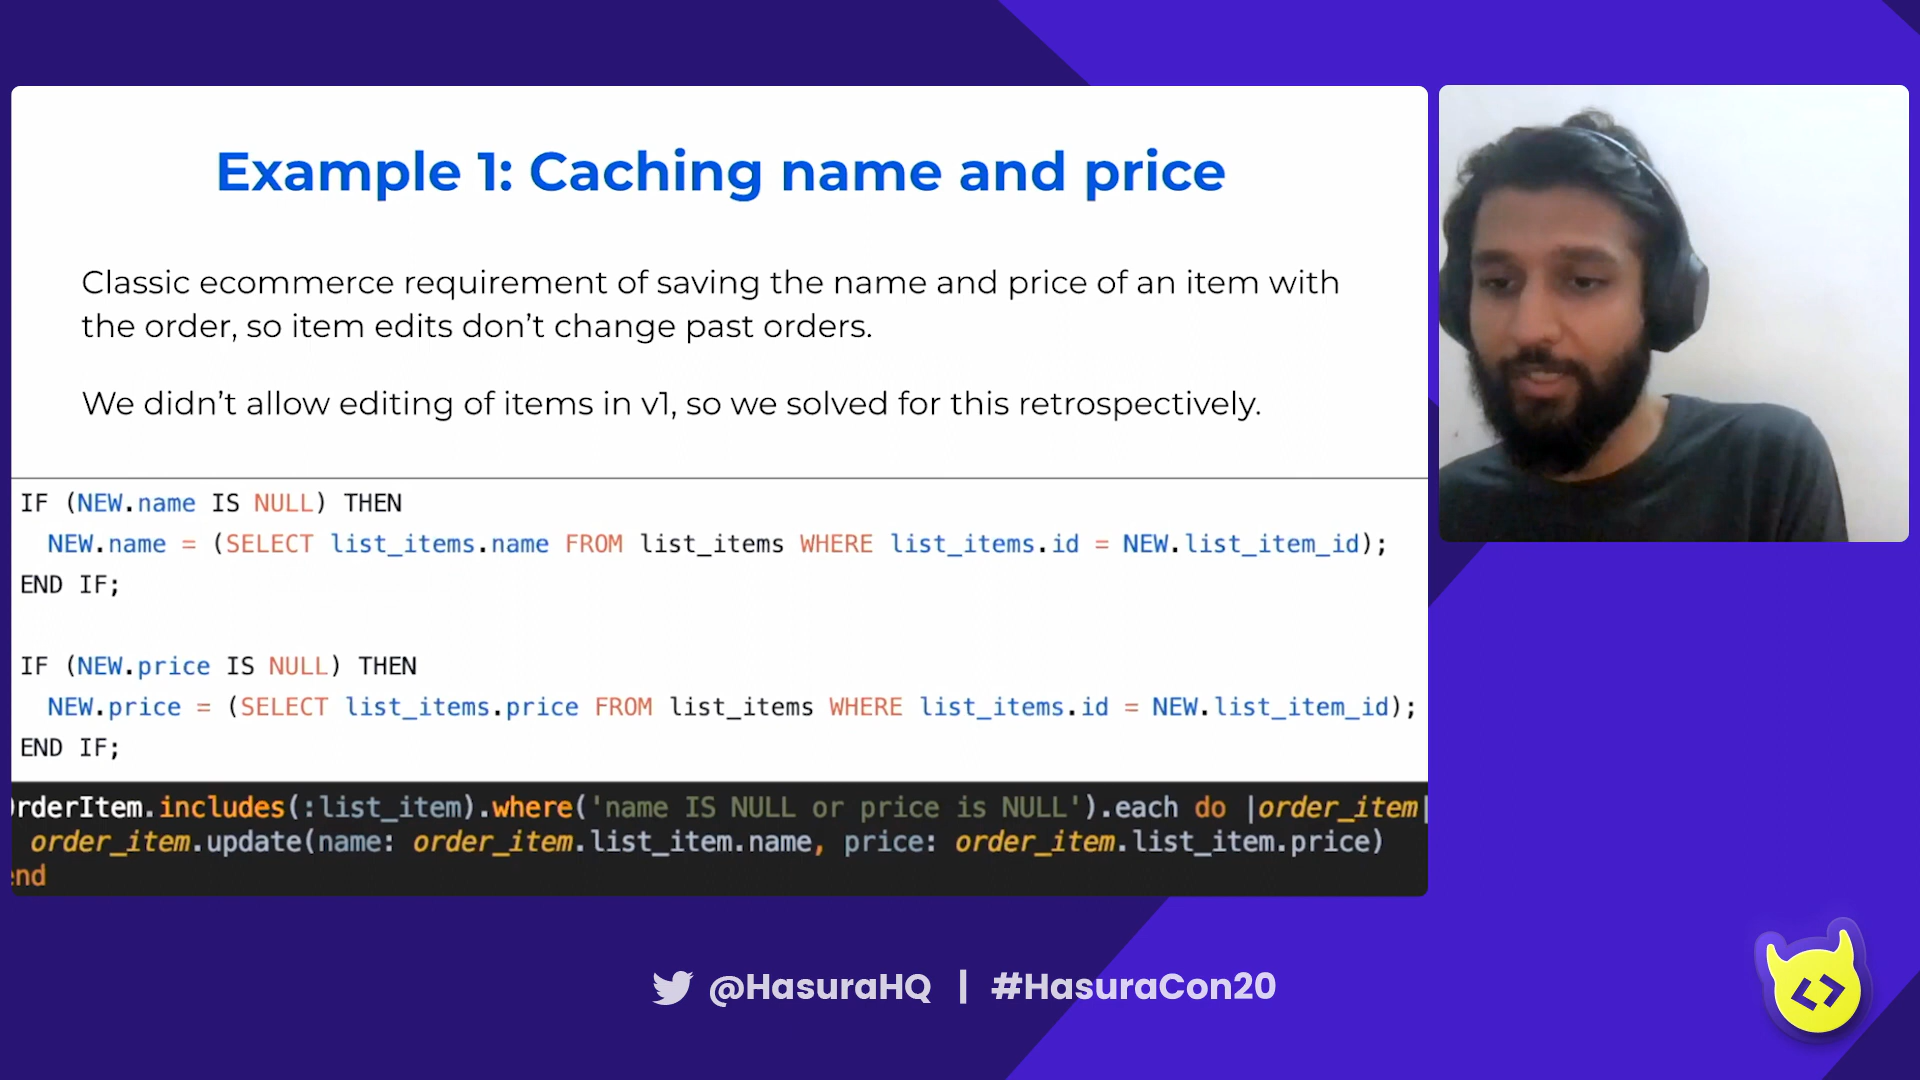 Example 1: Caching name and price
Classic ecommerce requirement of saving the name and price of an item with
the order, so item edits don’t change past orders.
We didn’t allow editing of items in v1, so we solved for this retrospectively.
IF (NEW.name IS NULL) THEN
NEW.name = (SELECT list_items.name FROM list_items WHERE list_items.id = NEW.list_item_id);
END IF;
IF (NEW.price IS NULL) THEN
NEW.price = (SELECT list_items.price FROM list_items WHERE list_items.id = NEW.list_item_id);
END IF;
rderItem.includes(:list_item).where('name IS NULL or price is NULL').each do |order_item|
order_item.update(name: order_item.list_item.name, price: order_item.list_item.price)
nd
@HasuraHQ | #HasuraCon20